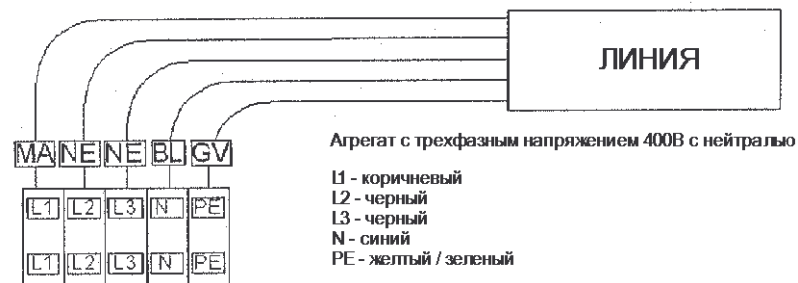 ЛИНИЯ
MA NE NE BL GV
Агрегат с трехфазным напряжением 400В с нейтралью
L1 - коричневый
L2 - черный
L3 - черный
N - синий
PE - желтый / зеленый
L1 L2 L3 N PE
L1 L2 L3 N PE